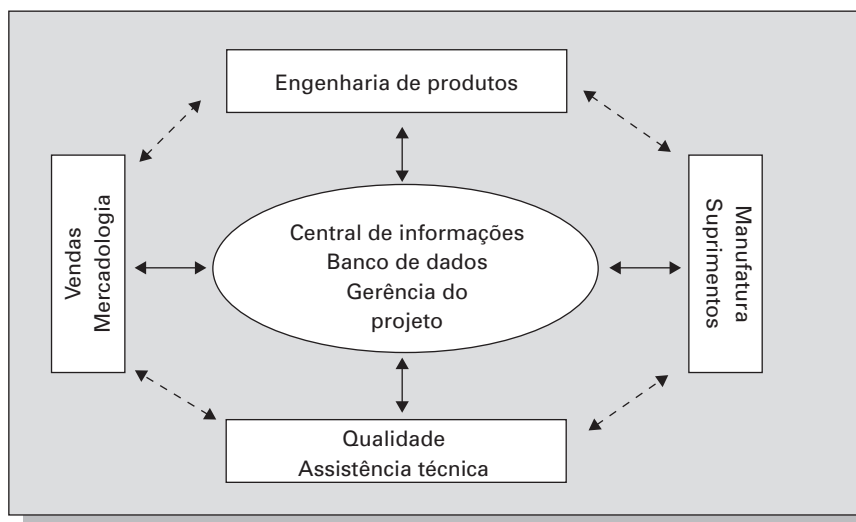 Engenharia de produtos
Vendas
Mercadologia
Central de informações
Banco de dados
Gerência do
projeto
Manufatura
Suprimentos
Qualidade
Assistência técnica